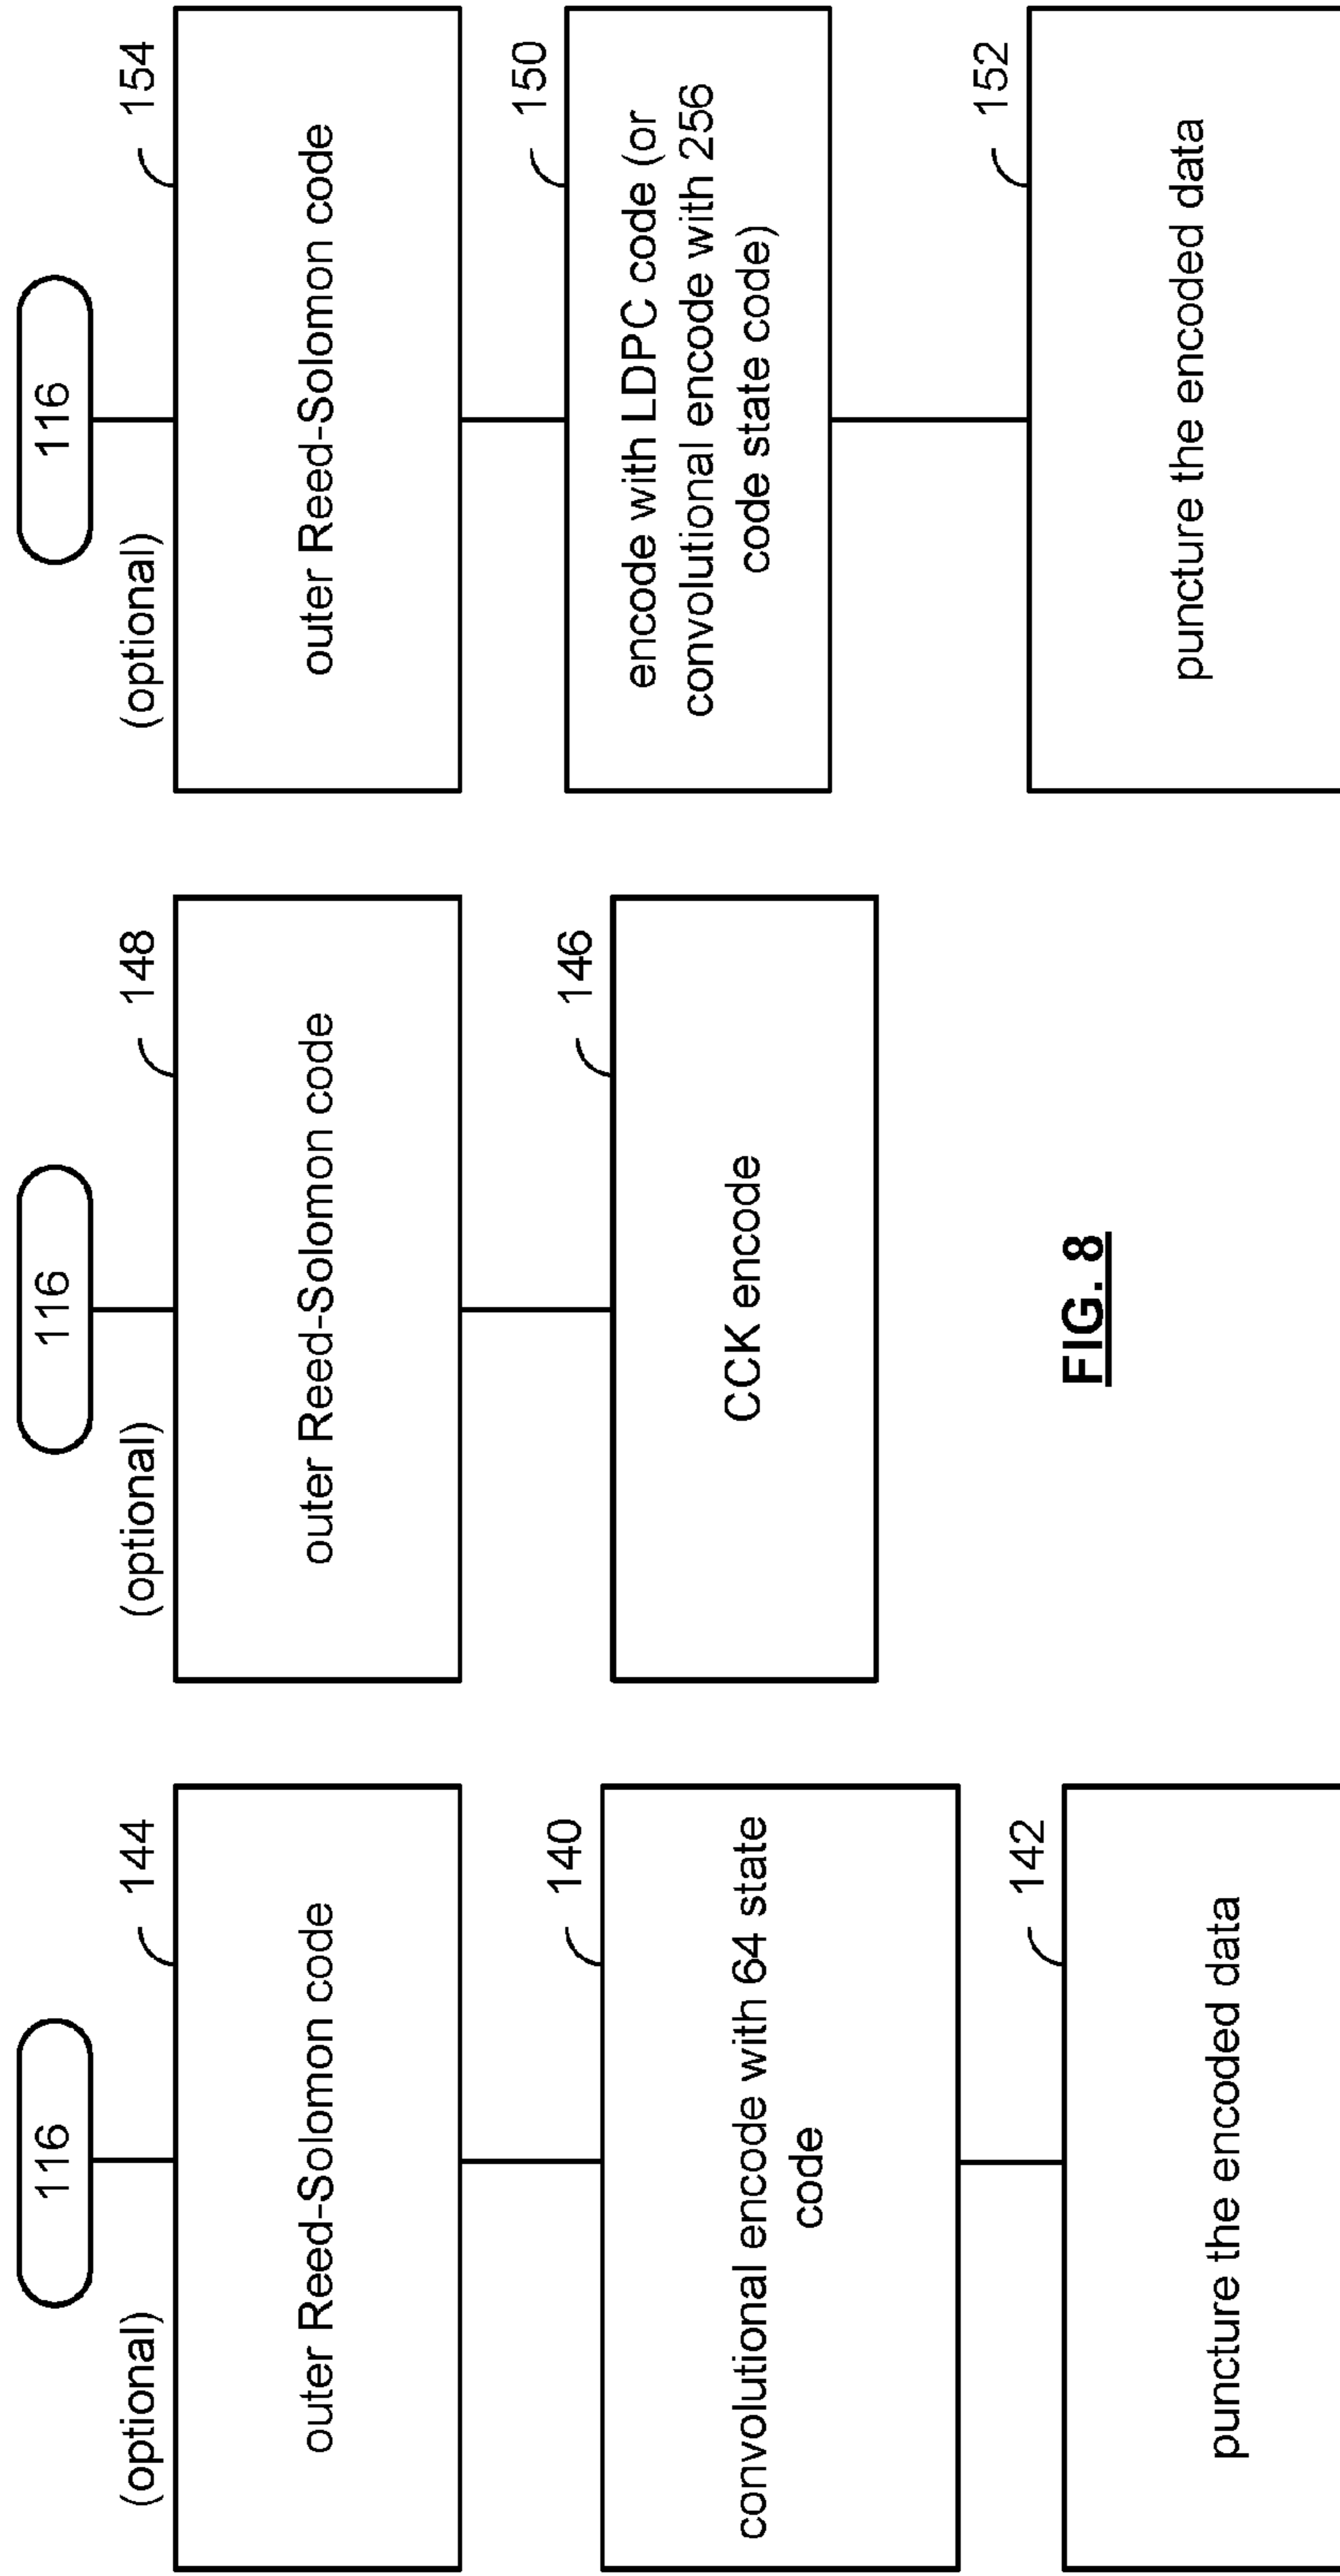 116
(optional)
144
outer Reed-Solomon code
140
convolutional encode with 64 state
code
142
puncture the encoded data
116
(optional)
148
outer Reed-Solomon code
146
CCK encode
116
(optional)
154
outer Reed-Solomon code
150
encode with LDPC code (or
convolutional encode with 256
code state code)
152
puncture the encoded data
FIG. 8